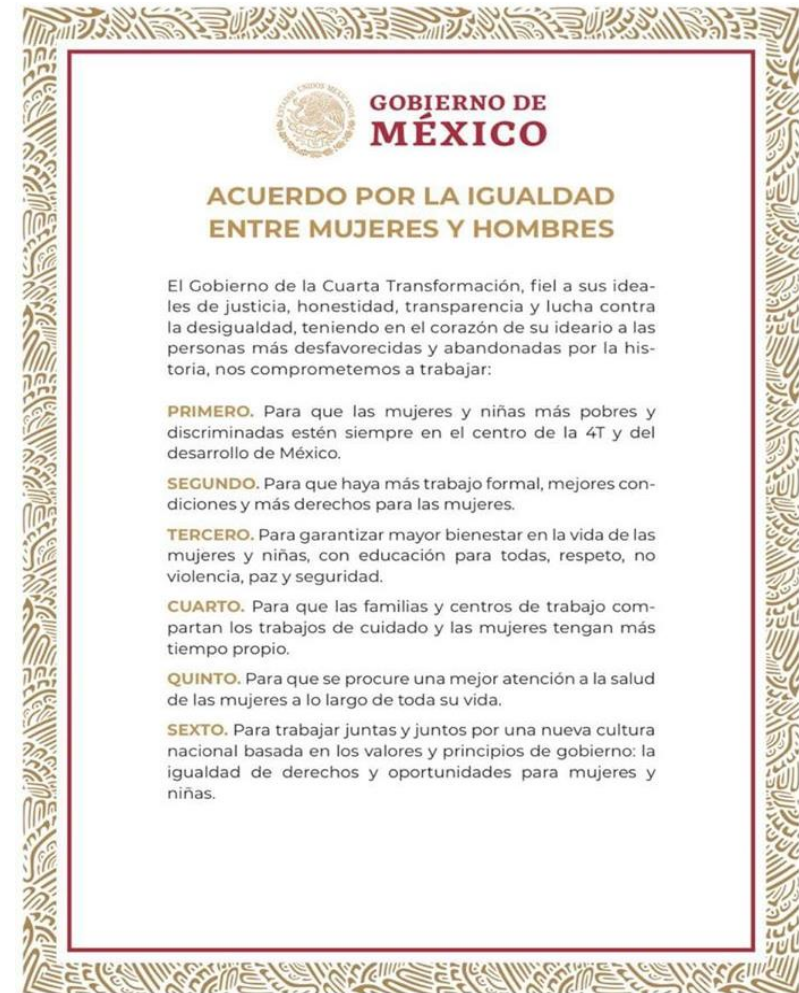 ESTADOS UNIDOS MEXICANOS
GOBIERNO DE
MÉXICO
ACUERDO POR LA IGUALDAD
ENTRE MUJERES Y HOMBRES
El Gobierno de la Cuarta Transformación, fiel a sus idea-
les de justicia, honestidad, transparencia y lucha contra
la desigualdad, teniendo en el corazón de su ideario a las
personas más desfavorecidas y abandonadas por la his-
toria, nos comprometemos a trabajar:
PRIMERO. Para que las mujeres y niñas más pobres y
discriminadas estén siempre en el centro de la 4T y del
desarrollo de México.
SEGUNDO. Para que haya más trabajo formal, mejores con-
diciones y más derechos para las mujeres.
TERCERO. Para garantizar mayor bienestar en la vida de las
mujeres y niñas, con educación para todas, respeto, no
violencia, paz y seguridad.
CUARTO. Para que las familias y centros de trabajo com-
partan los trabajos de cuidado y las mujeres tengan más
tiempo propio.
QUINTO. Para que se procure una mejor atención a la salud
de las mujeres a lo largo de toda su vida.
SEXTO. Para trabajar juntas y juntos por una nueva cultura
nacional basada en los valores y principios de gobierno: la
igualdad de derechos y oportunidades para mujeres y
niñas.